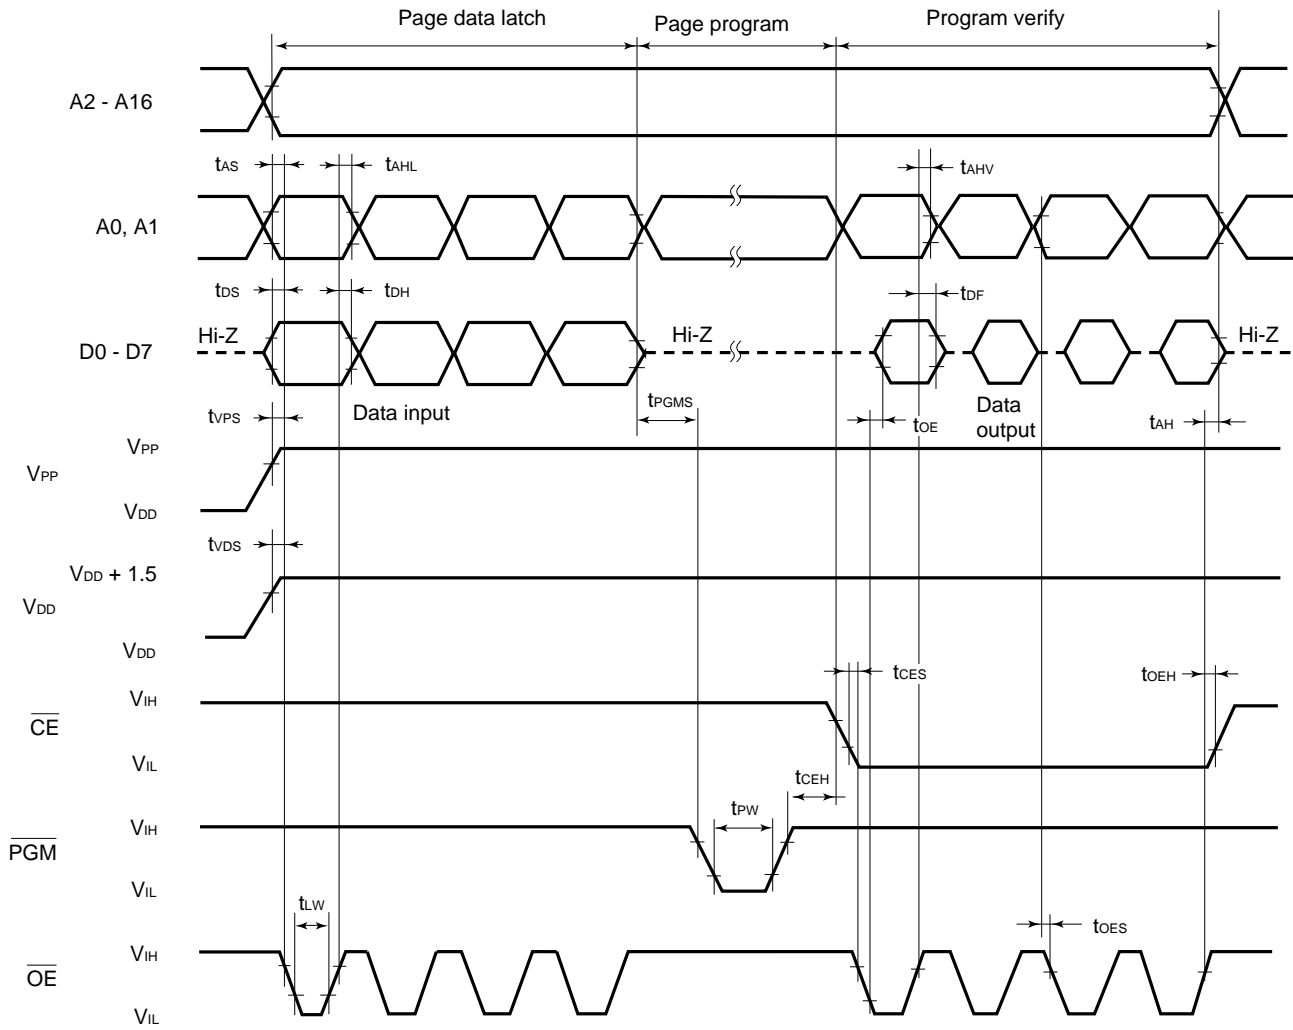 Page data latch Page program Program verify
A2 - A16
tAS tAHL tAHV
A0, A1
tDS tDH tDF
Hi-Z Hi-Z Hi-Z
D0 - D7
Data input tPGMS Data output
tVPS tOE tAH
VPP
VPP
VDD
tVDS
VDD + 1.5
VDD
VDD
tCES tOEH
VIH
CE
VIL
tCEH
tPW
VIH
PGM
VIL
tLW
tOES
VIH
OE
VIL